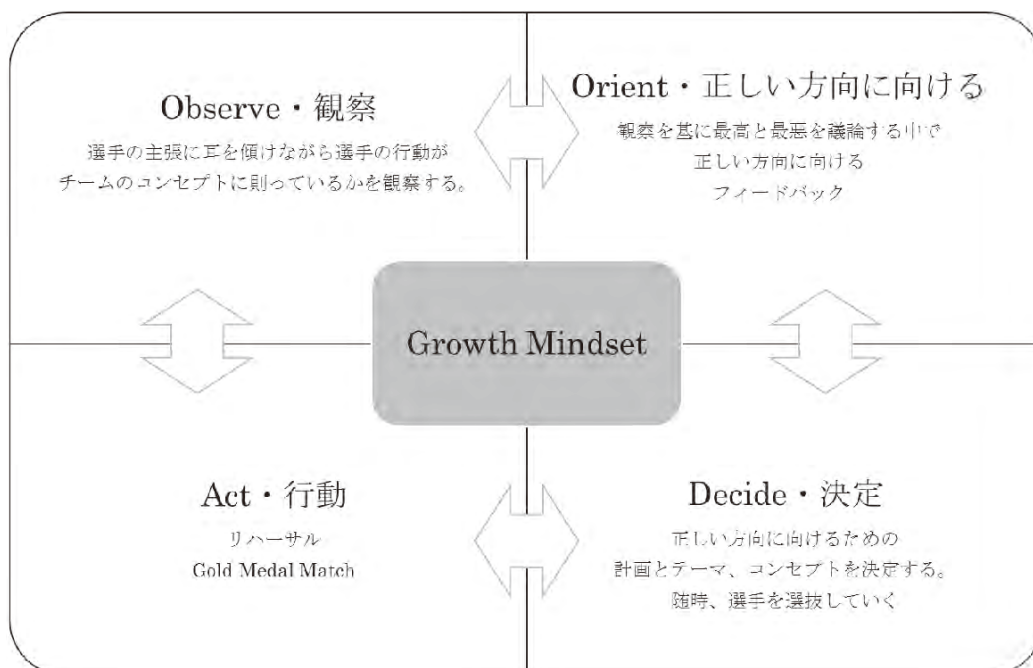 Observe・観察
選手の主張に耳を傾けながら選手の行動が
チームのコンセプトに則っているかを観察する。
Orient・正しい方向に向ける
観察を基に最高と最悪を議論する中で
正しい方向に向ける
フィードバック
Growth Mindset
Act・行動
リハーサル
Gold Medal Match
Decide・決定
正しい方向に向けるための
計画とテーマ、コンセプトを決定する。
随時、選手を選抜していく